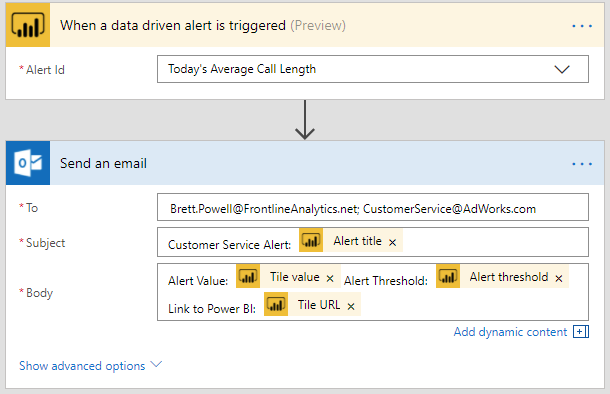 When a data driven alert is triggered (Preview) ...
* Alert Id Today's Average Call Length
Send an email ...
* To Brett.Powell@FrontlineAnalytics.net; CustomerService@AdWorks.com
* Subject Customer Service Alert: Alert title ×
* Body Alert Value: Tile value × Alert Threshold: Alert threshold ×
Link to Power BI: Tile URL ×
Add dynamic content +
Show advanced options